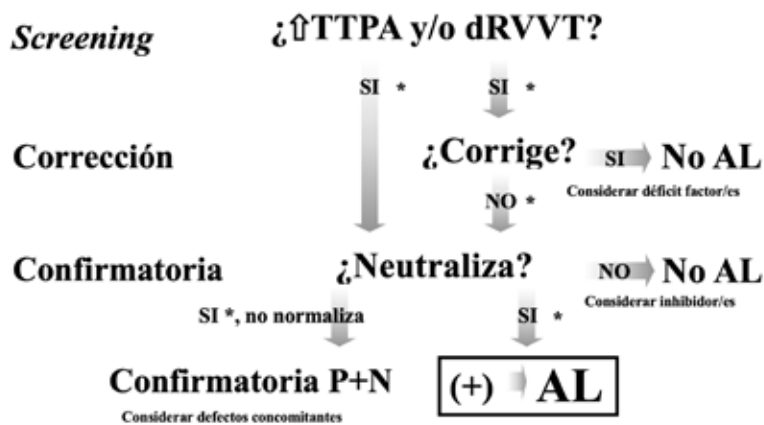 Screening ¿⇧TTPA y/o dRVVT?
SI * SI *
Corrección ¿Corrige? SI No AL
Considerar déficit factor/es
NO *
Confirmatoria ¿Neutraliza? NO No AL
Considerar inhibidor/es
SI *, no normaliza SI *
Confirmatoria P+N (+) AL
Considerar defectos concomitantes